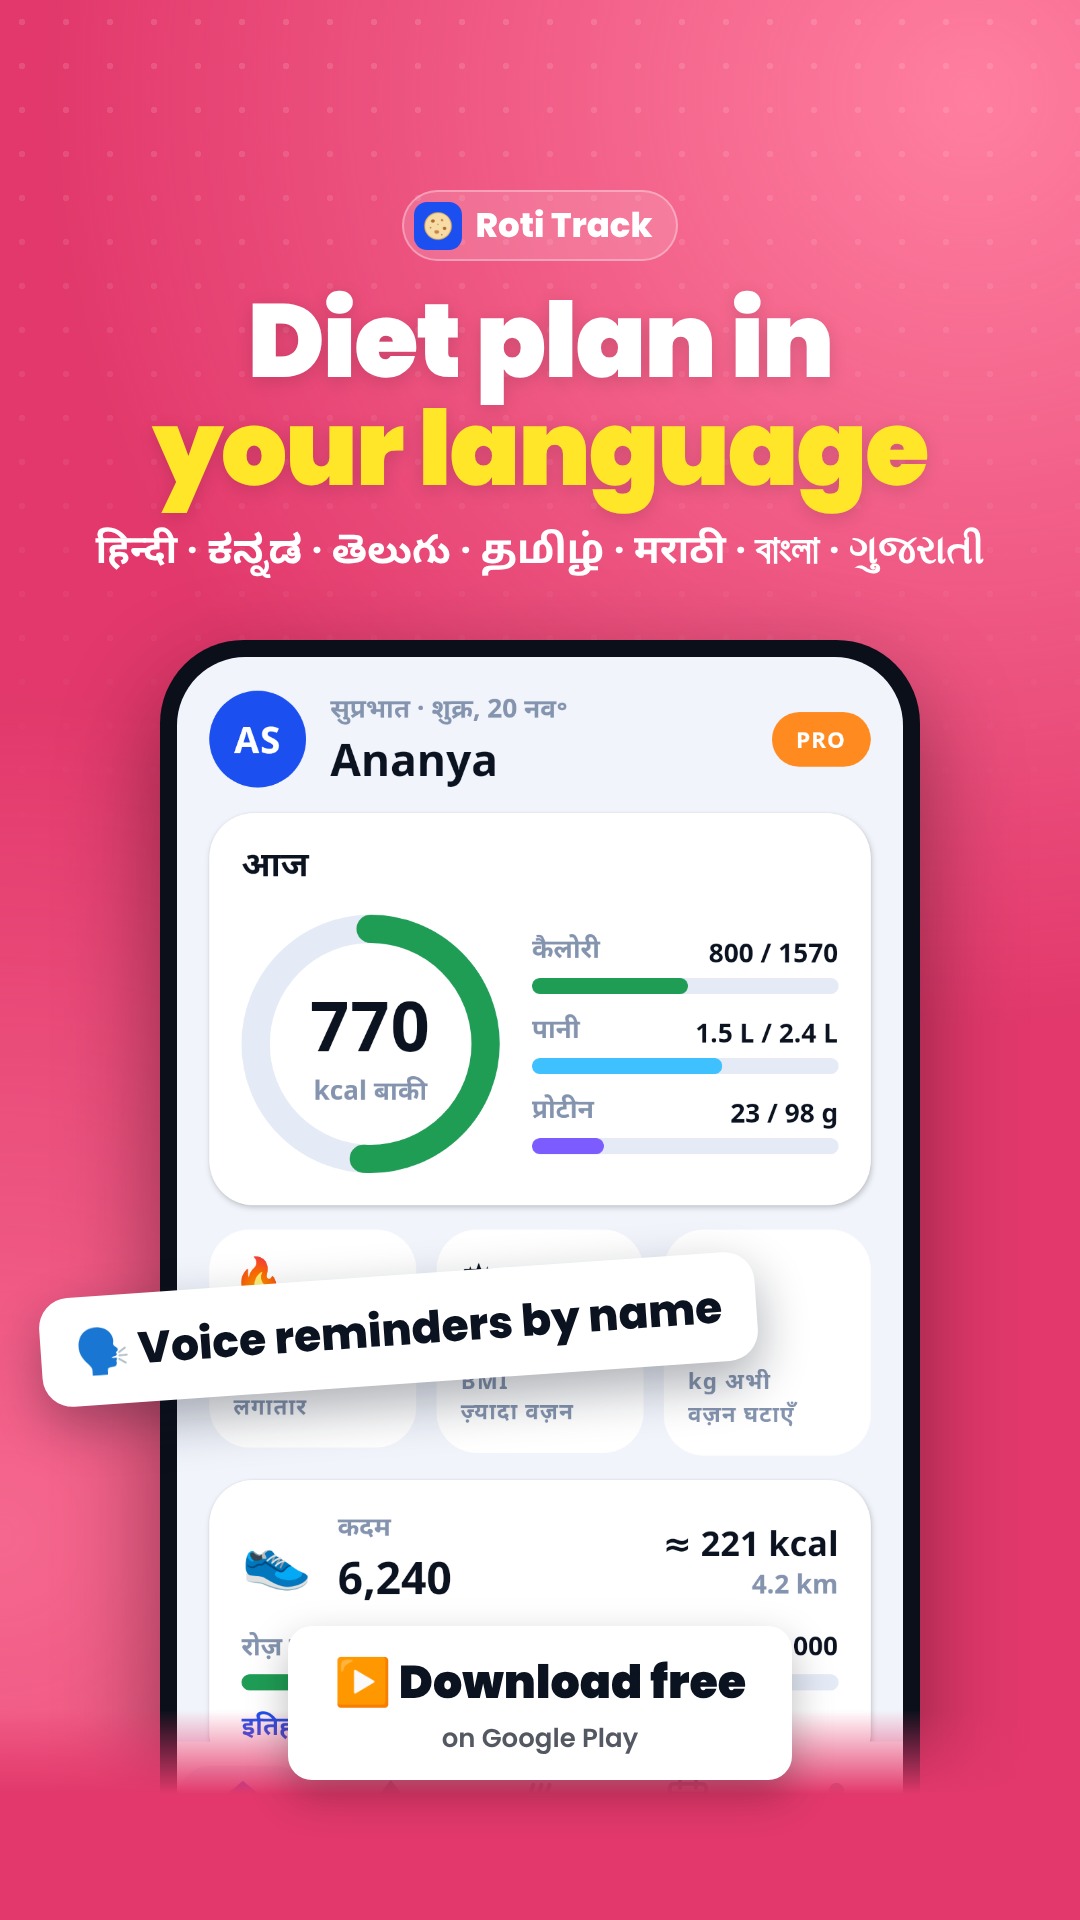 Roti Track
Diet plan in
your language
हिन्दी · ಕನ್ನಡ · తెలుగు · தமிழ் · मराठी · বাংলা · ગુજરાતી
सुप्रभात · शुक्र, 20 नव॰
AS
Ananya
PRO
आज
कैलोरी 800 / 1570
770
kcal बाकी
पानी 1.5 L / 2.4 L
प्रोटीन 23 / 98 g
Voice reminders by name
लगातार
BMI
ज़्यादा वज़न
kg अभी
वज़न घटाएँ
कदम
6,240
≈ 221 kcal
4.2 km
रोज़
000
Download free
on Google Play